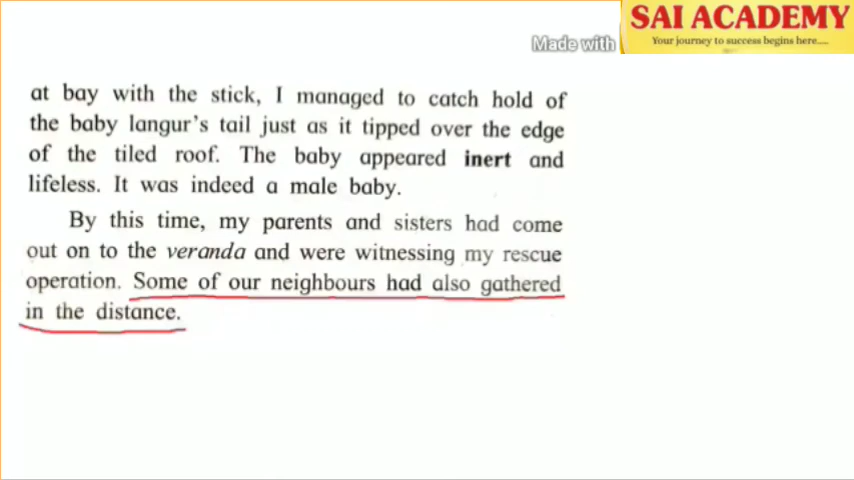 SAI ACADEMY
Your journey to success begins here....
Made with
at bay with the stick, I managed to catch hold of
the baby langur's tail just as it tipped over the edge
of the tiled roof. The baby appeared inert and
lifeless. It was indeed a male baby.
By this time, my parents and sisters had come
out on to the veranda and were witnessing my rescue
operation. Some of our neighbours had also gathered
in the distance.